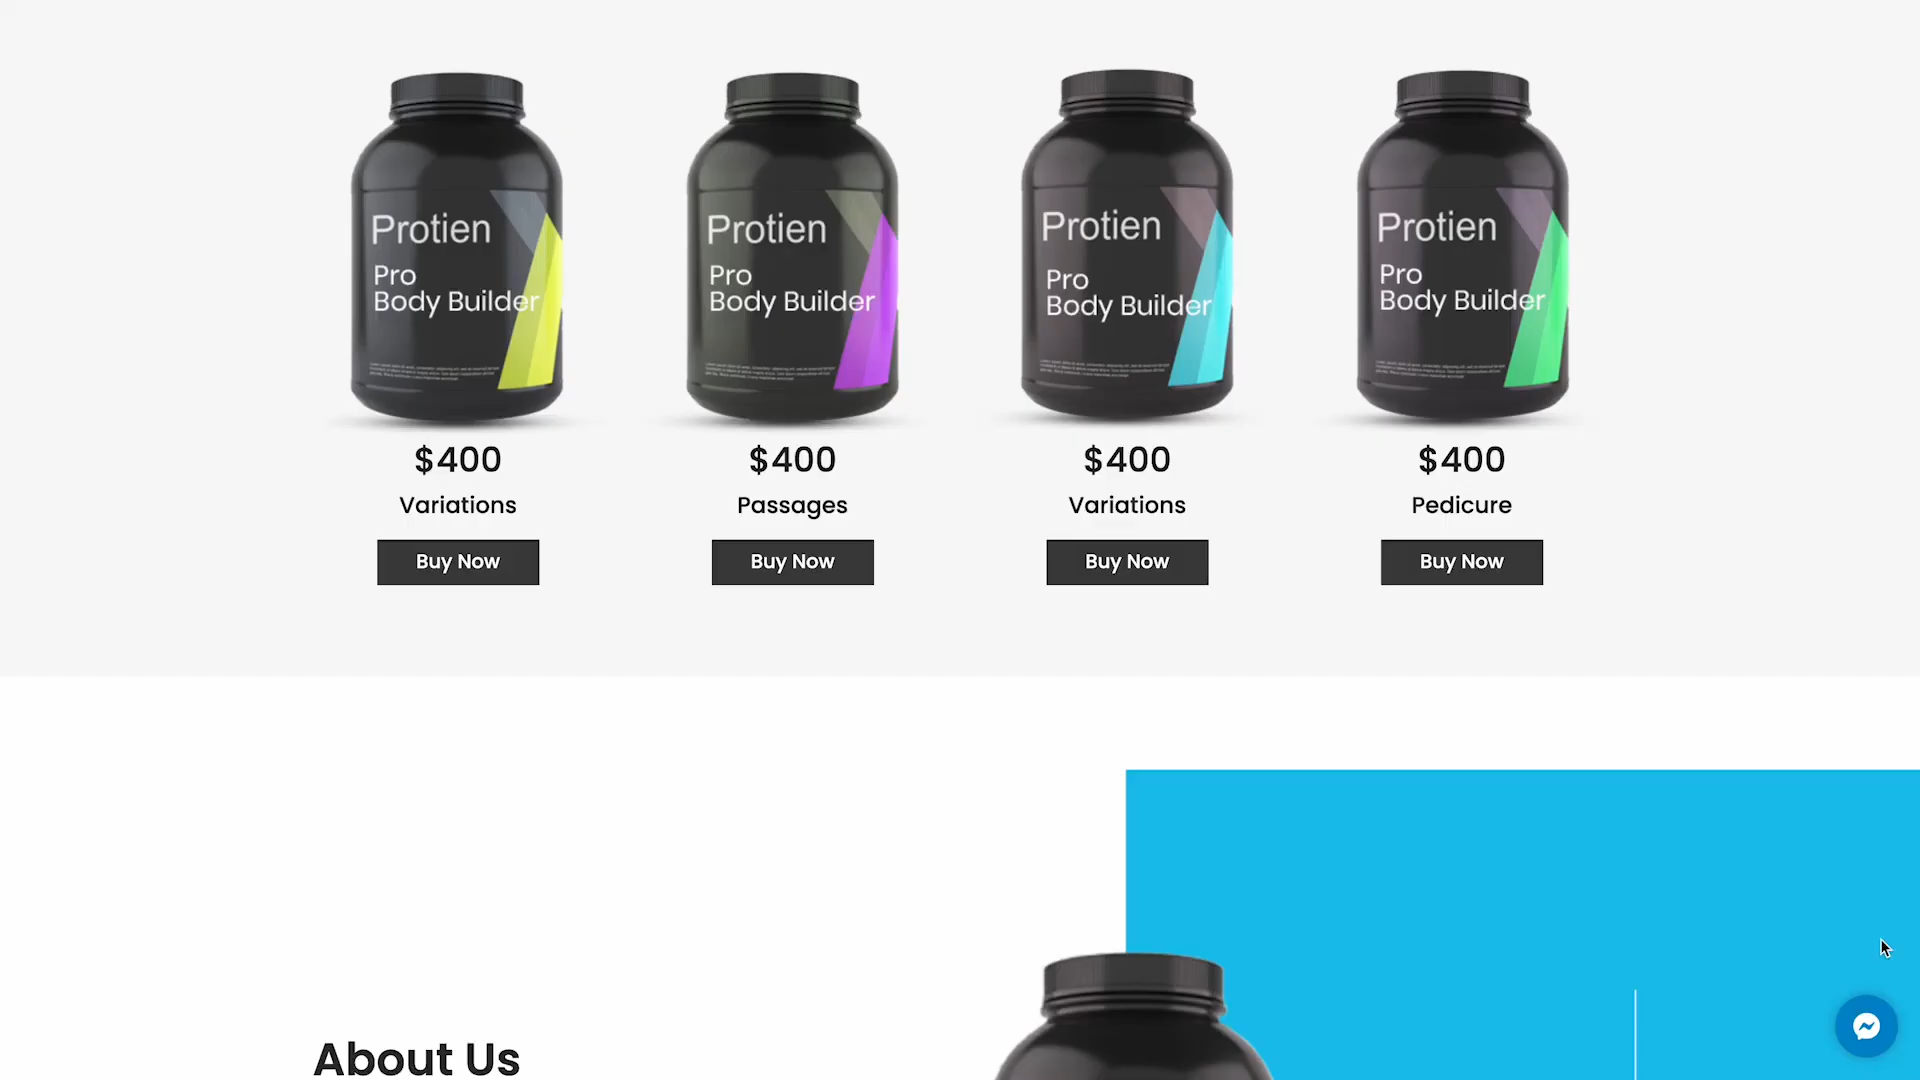 Protien
Pro
Body Builder
Protien
Pro
Body Builder
Protien
Pro
Body Builder
Protien
Pro
Body Builder
$400
$400
$400
$400
Variations
Passages
Variations
Pedicure
Buy Now
Buy Now
Buy Now
Buy Now
About Us